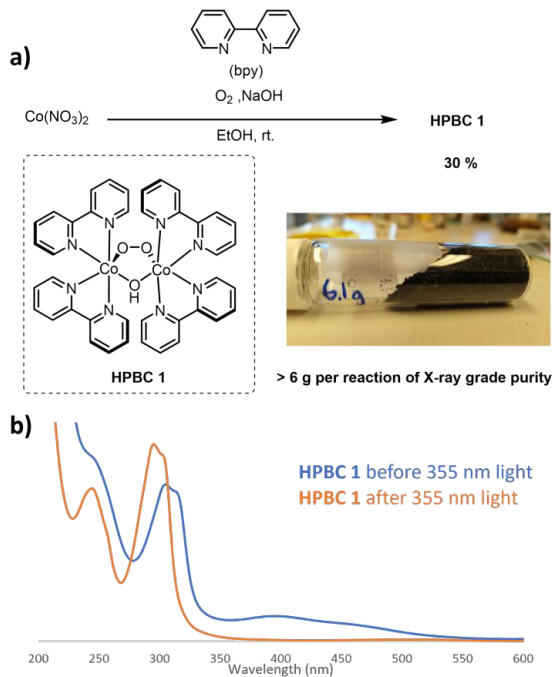 a)
(bpy)
O2 ,NaOH
Co(NO3)2
HPBC 1
EtOH, rt.
30 %
N N
N N
N N
O–O
Co Co
O
H
N N
N N
6.1g
HPBC 1
> 6 g per reaction of X-ray grade purity
b)
HPBC 1 before 355 nm light
HPBC 1 after 355 nm light
200 250 300 350 400 450 500 550 600
Wavelength (nm)